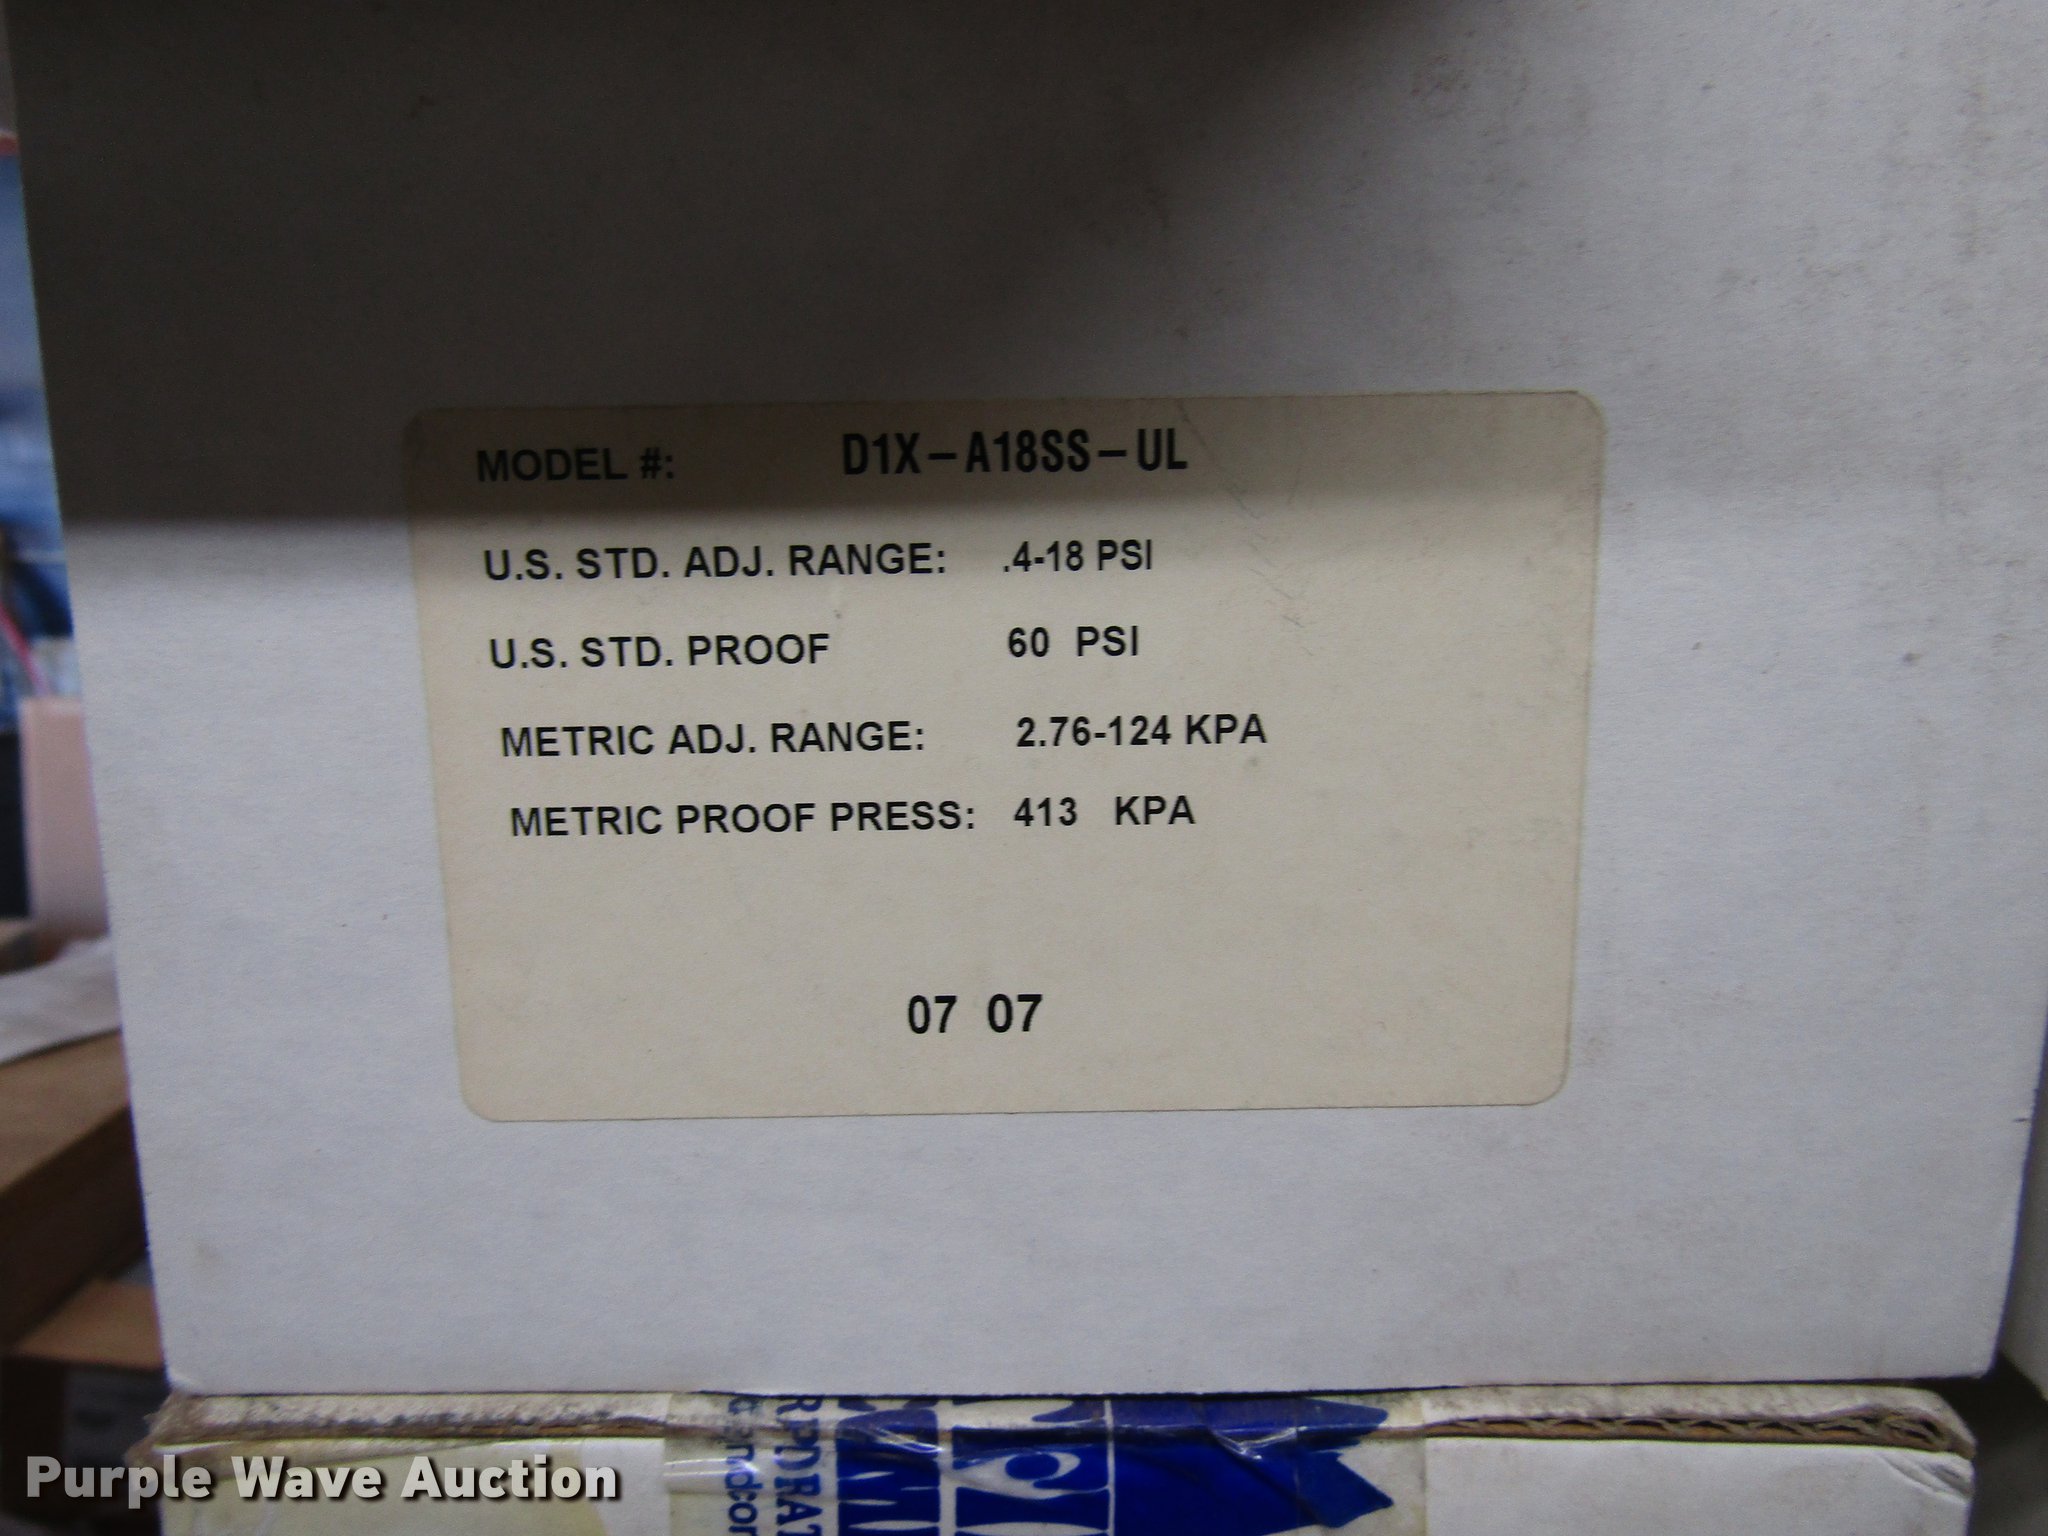 MODEL #: D1X-A18SS-UL
U.S. STD. ADJ. RANGE: .4-18 PSI
U.S. STD. PROOF 60 PSI
METRIC ADJ. RANGE: 2.76-124 KPA
METRIC PROOF PRESS: 413 KPA
07 07
Purple Wave Auction